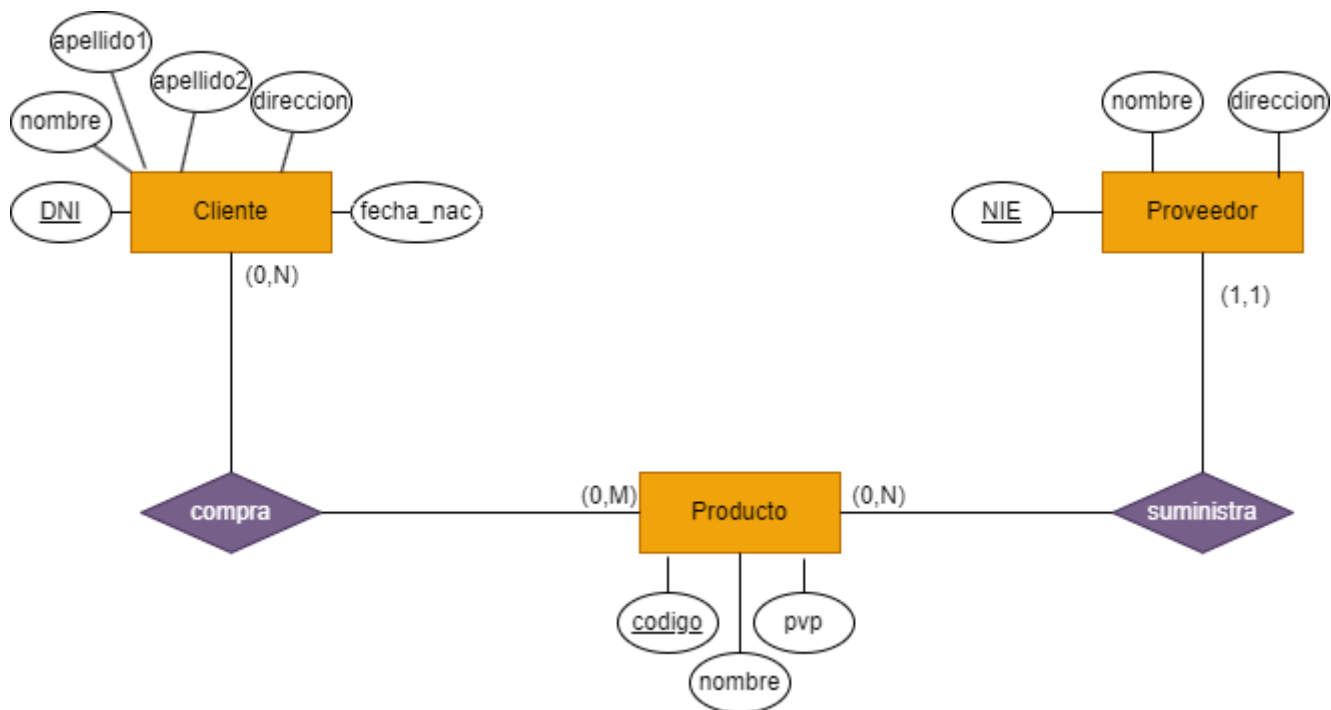 apellido1
apellido2
direccion
nombre
DNI
Cliente
fecha_nac
(0,N)
nombre
direccion
NIE
Proveedor
(1,1)
compra
(0,M)
Producto
(0,N)
suministra
codigo
nombre
pvp